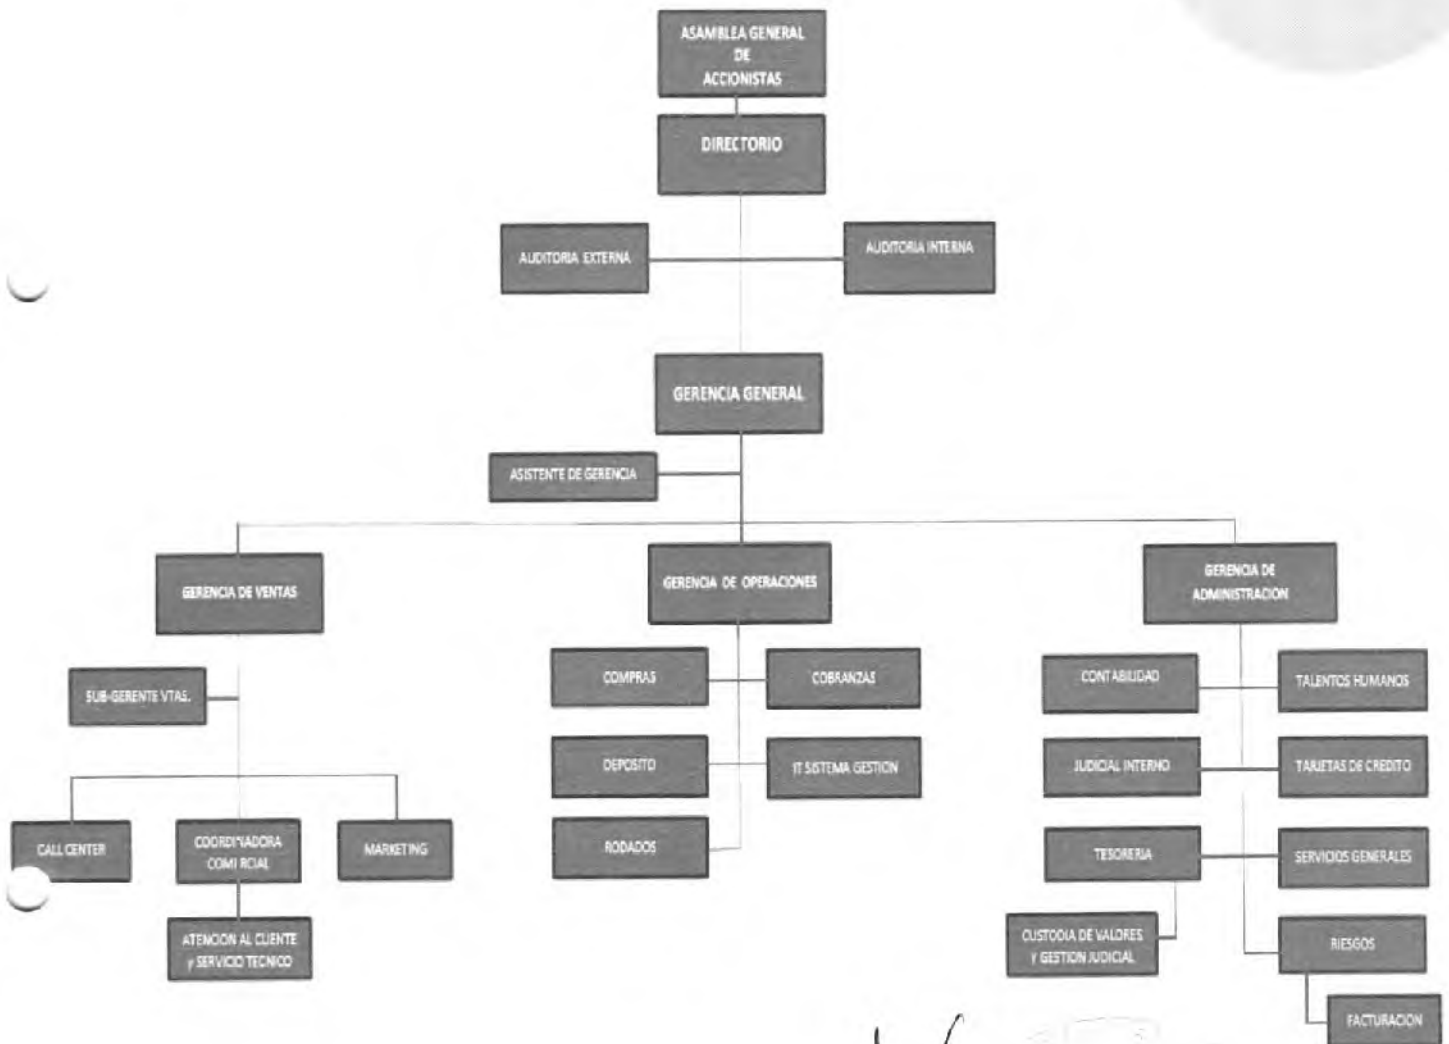 ASAMBLEA GENERAL
DE
ACCIONISTAS
DIRECTORIO
AUDITORIA EXTERNA
AUDITORIA INTERNA
GERENCIA GENERAL
ASISTENTE DE GERENCIA
GERENCIA DE VENTAS
GERENCIA DE OPERACIONES
GERENCIA DE
ADMINISTRACION
SUB-GERENTE VTAS.
COMPRAS
COBRANZAS
CONTABILIDAD
TALENTOS HUMANOS
DEPOSITO
IT SISTEMA GESTION
JUDICIAL INTERNO
TARJETAS DE CREDITO
CALL CENTER
COORDINADORA
COMERCIAL
MARKETING
RODADOS
TESORERIA
SERVICIOS GENERALES
ATENCION AL CLIENTE
y SERVICIO TECNICO
CUSTODIA DE VALORES
Y GESTION JUDICIAL
RIESGOS
FACTURACION